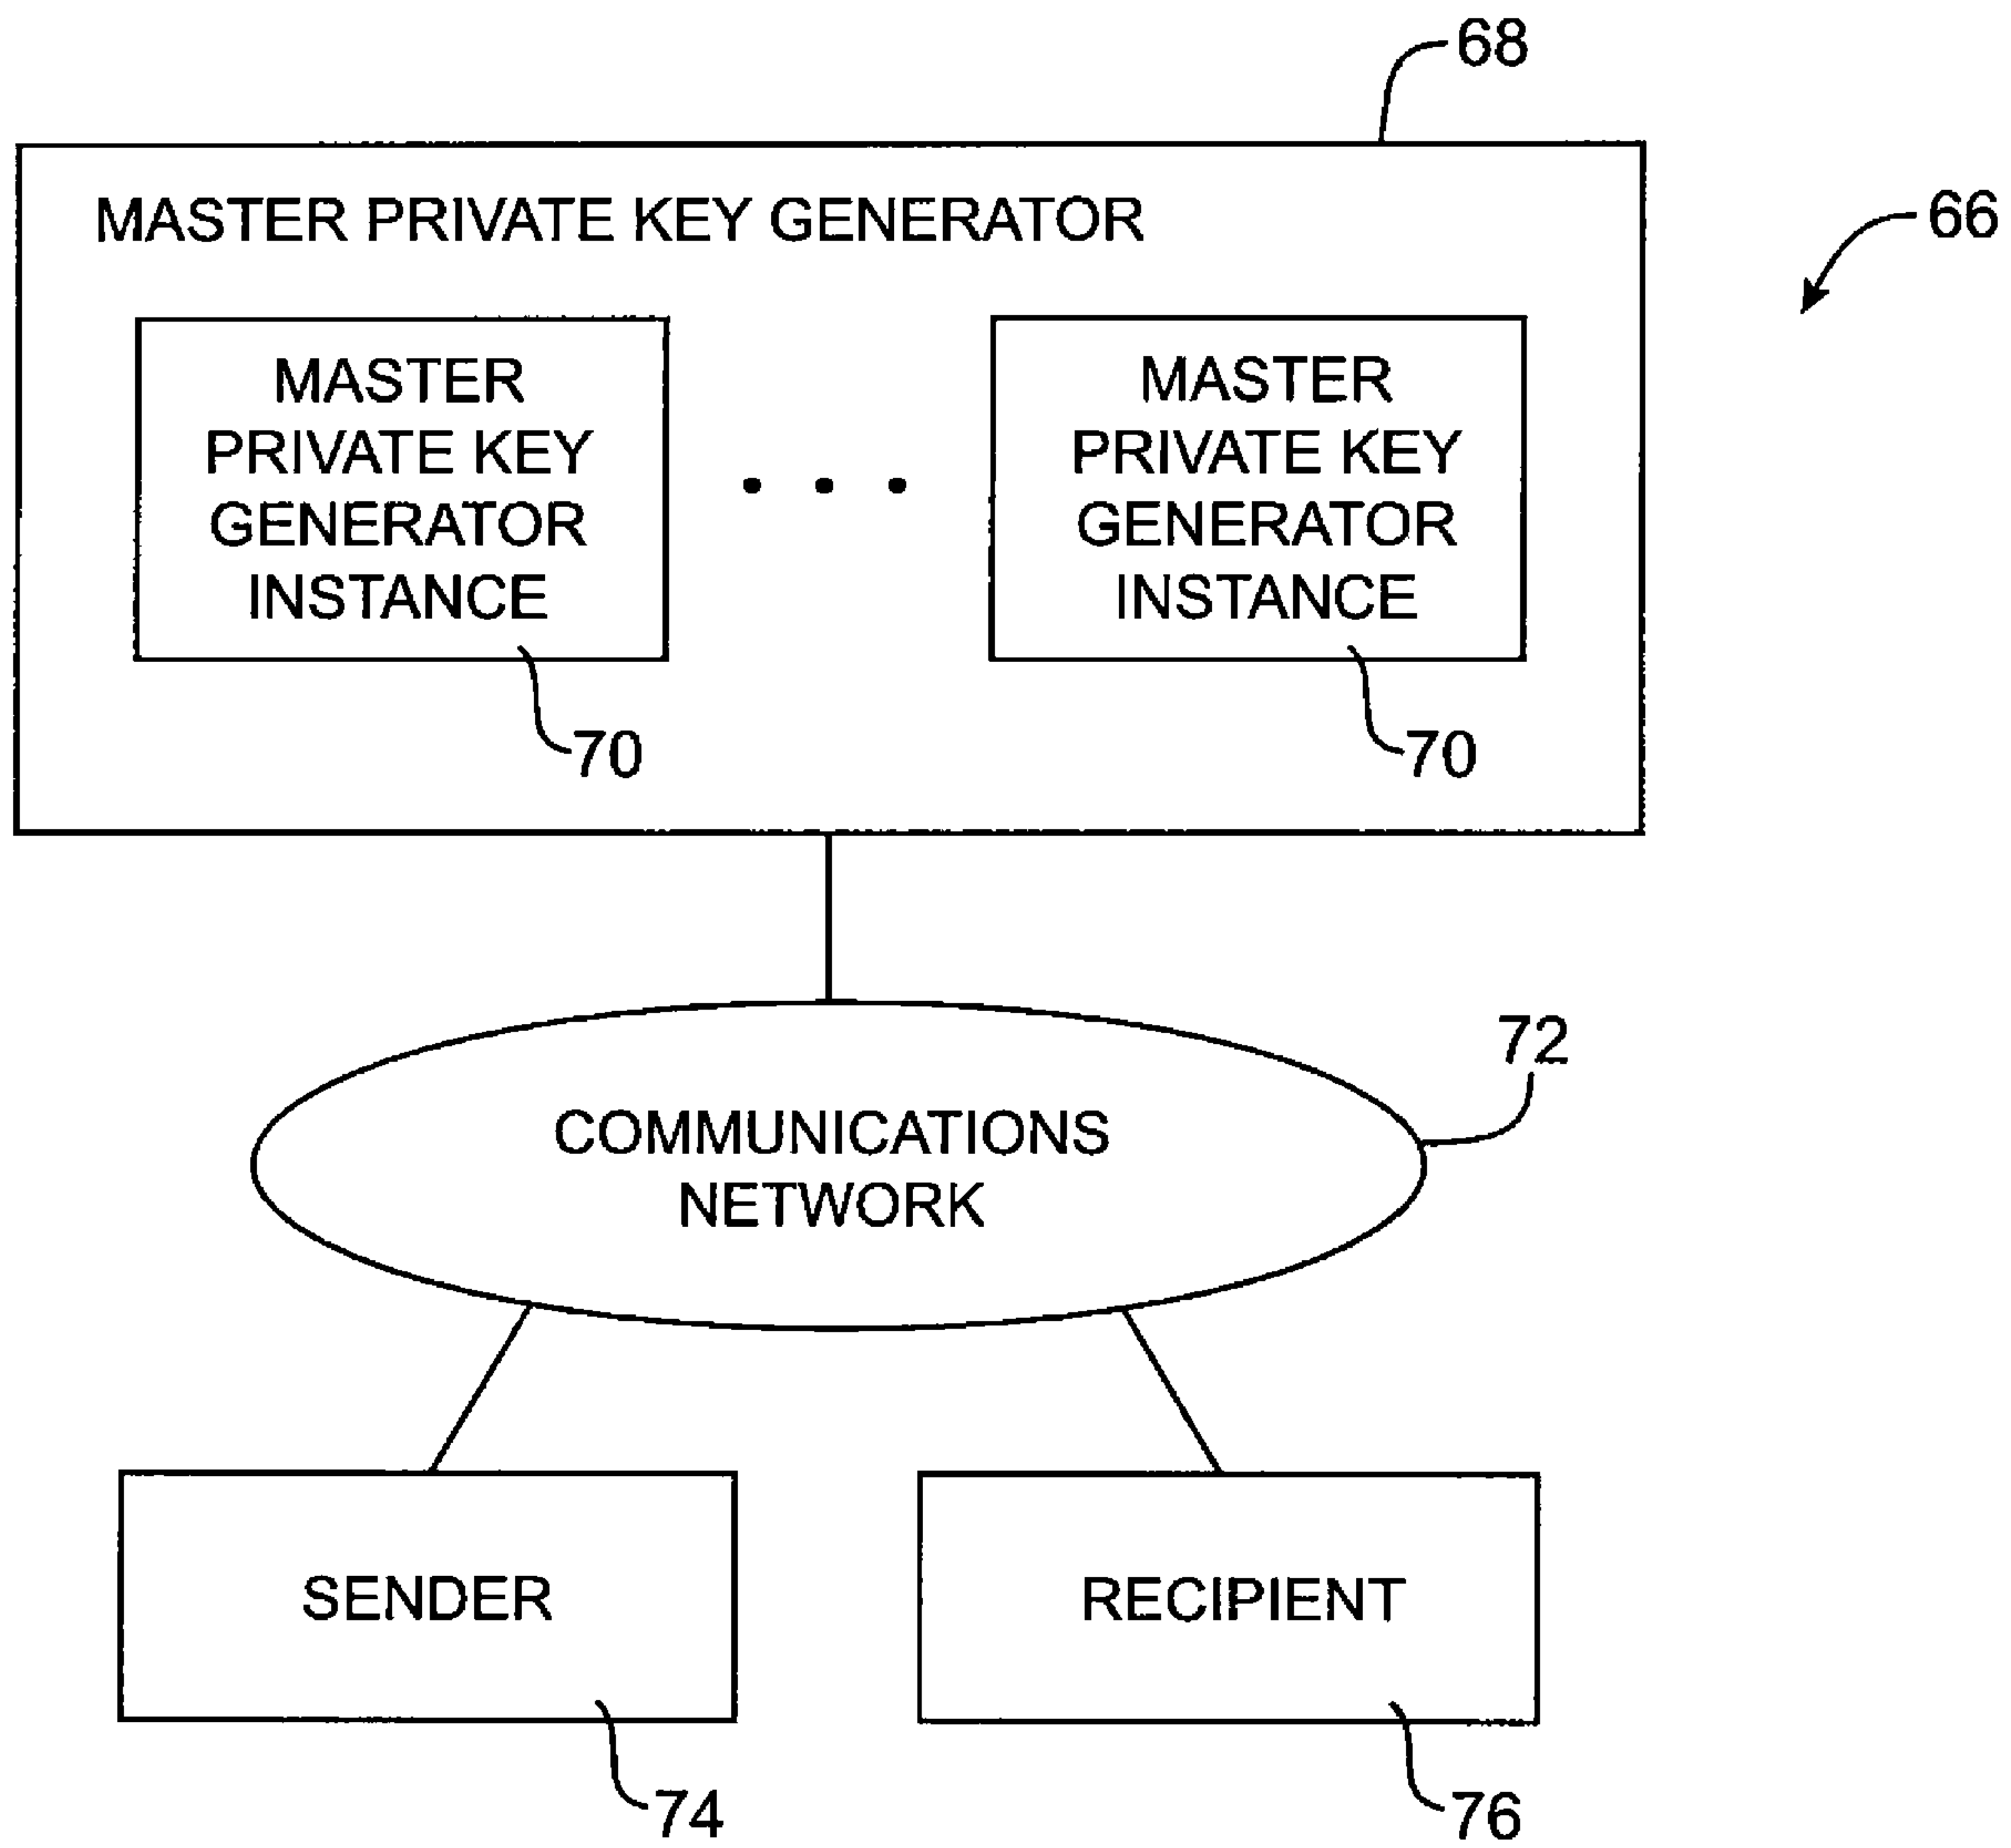 68
MASTER PRIVATE KEY GENERATOR
66
MASTER
PRIVATE KEY
GENERATOR
INSTANCE
70
MASTER
PRIVATE KEY
GENERATOR
INSTANCE
70
72
COMMUNICATIONS
NETWORK
SENDER
74
RECIPIENT
76